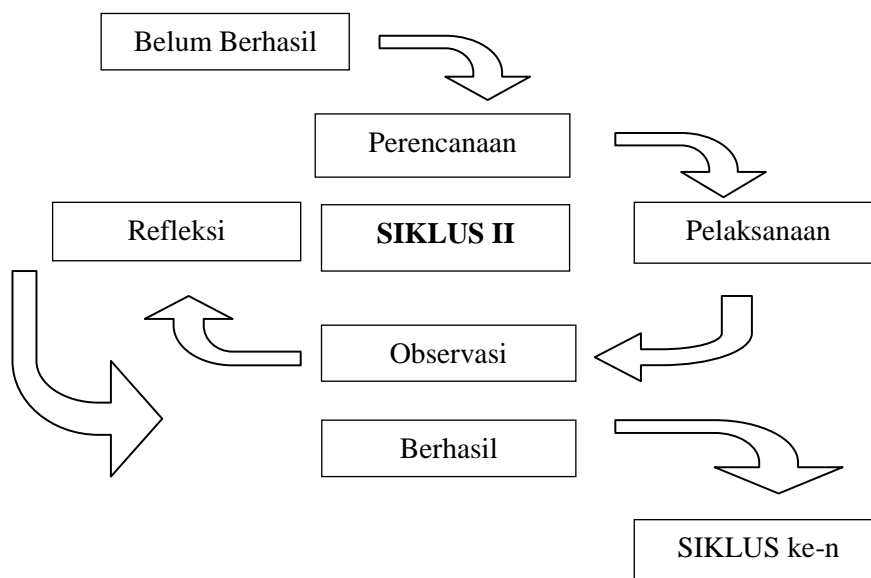 Belum Berhasil
Perencanaan
Refleksi
SIKLUS II
Pelaksanaan
Observasi
Berhasil
SIKLUS ke-n